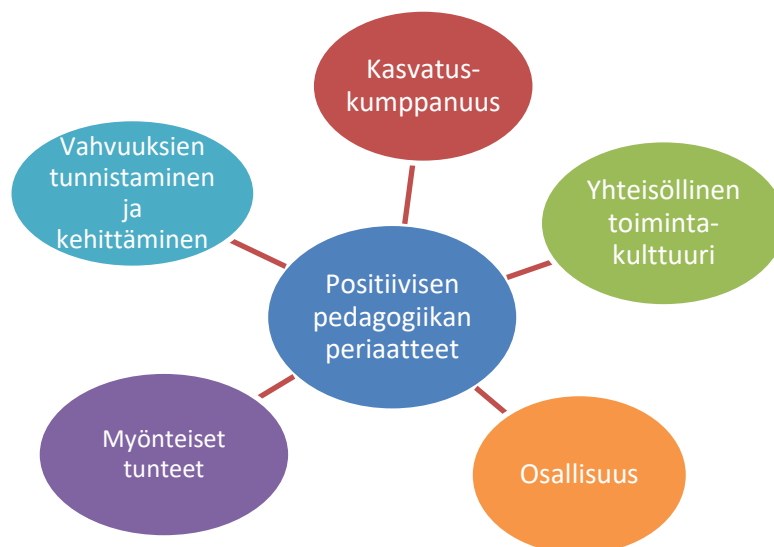 Kasvatus-
kumppanuus
Vahvuuksien
tunnistaminen
ja
kehittäminen
Yhteisöllinen
toiminta-
kulttuuri
Positiivisen
pedagogiikan
periaatteet
Myönteiset
tunteet
Osallisuus